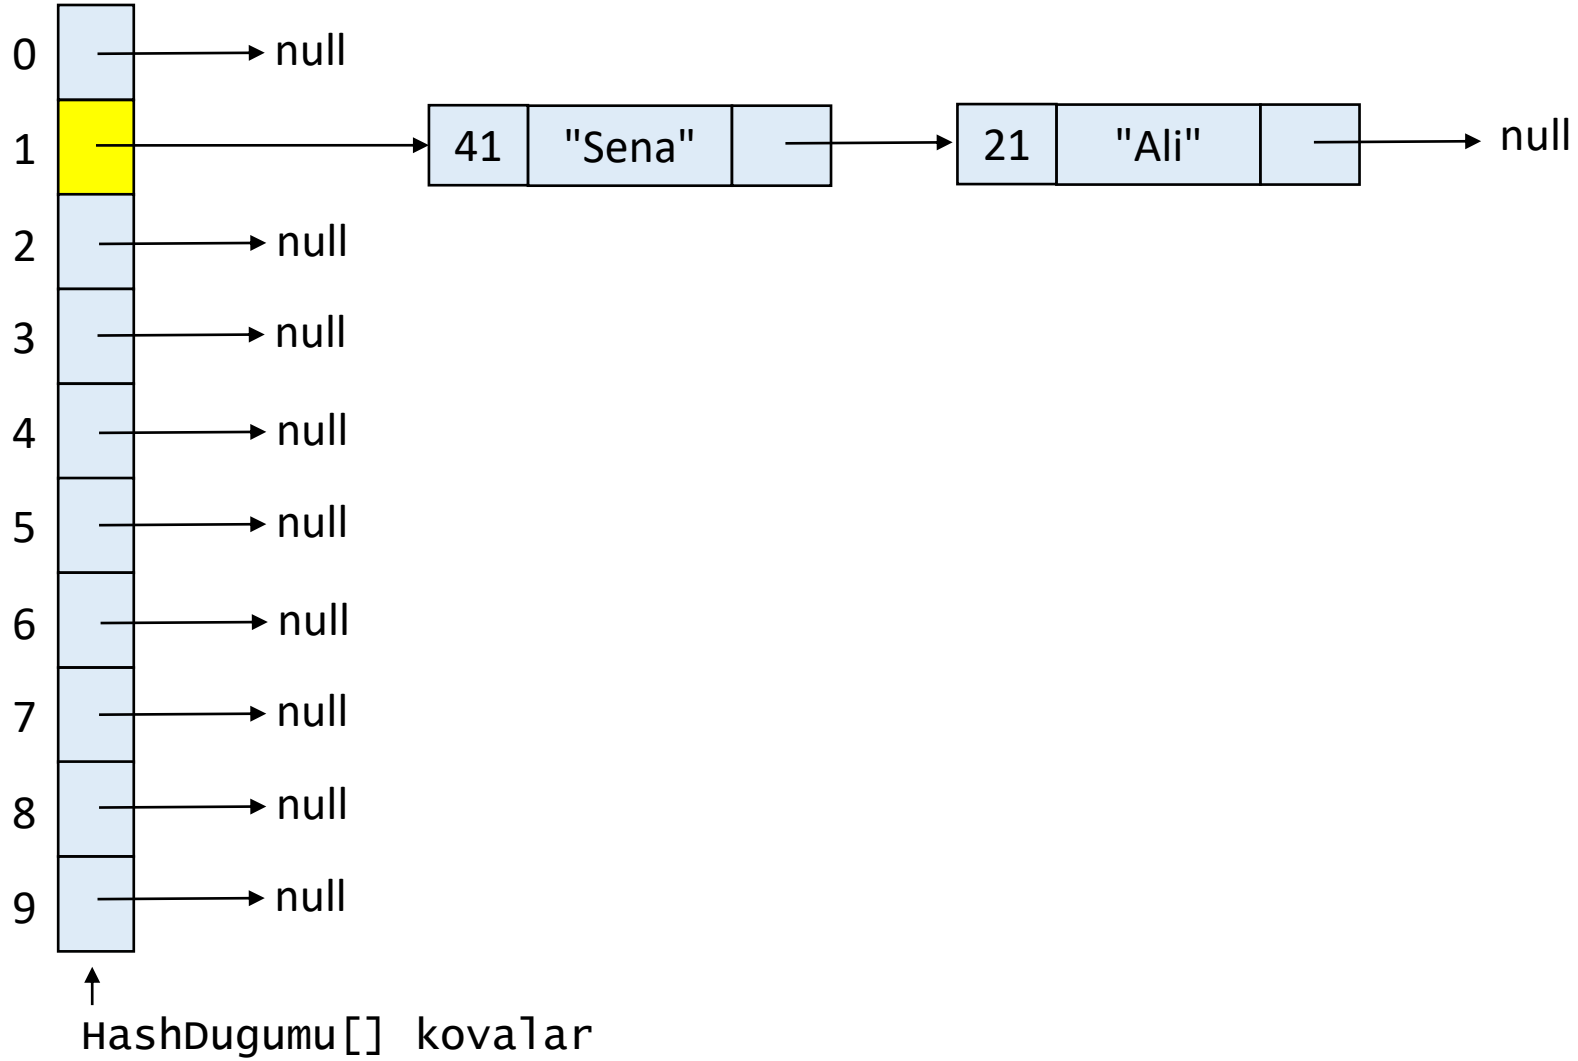 0 null
1 41 "Sena" 21 "Ali" null
2 null
3 null
4 null
5 null
6 null
7 null
8 null
9 null
HashDugumu[] kovalar